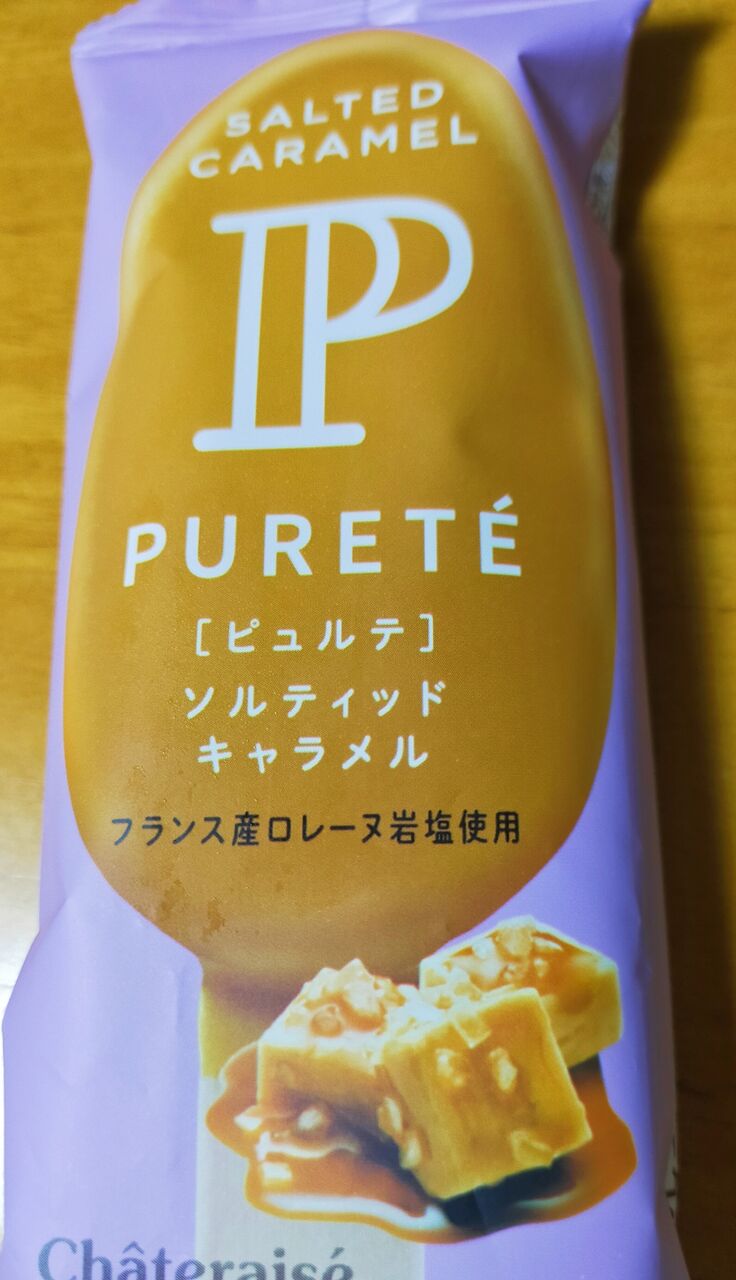 SALTED
CARAMEL
P
PURETÉ
[ピュルテ]
ソルティッド
キャラメル
フランス産ロレーヌ岩塩使用
Châteraisé